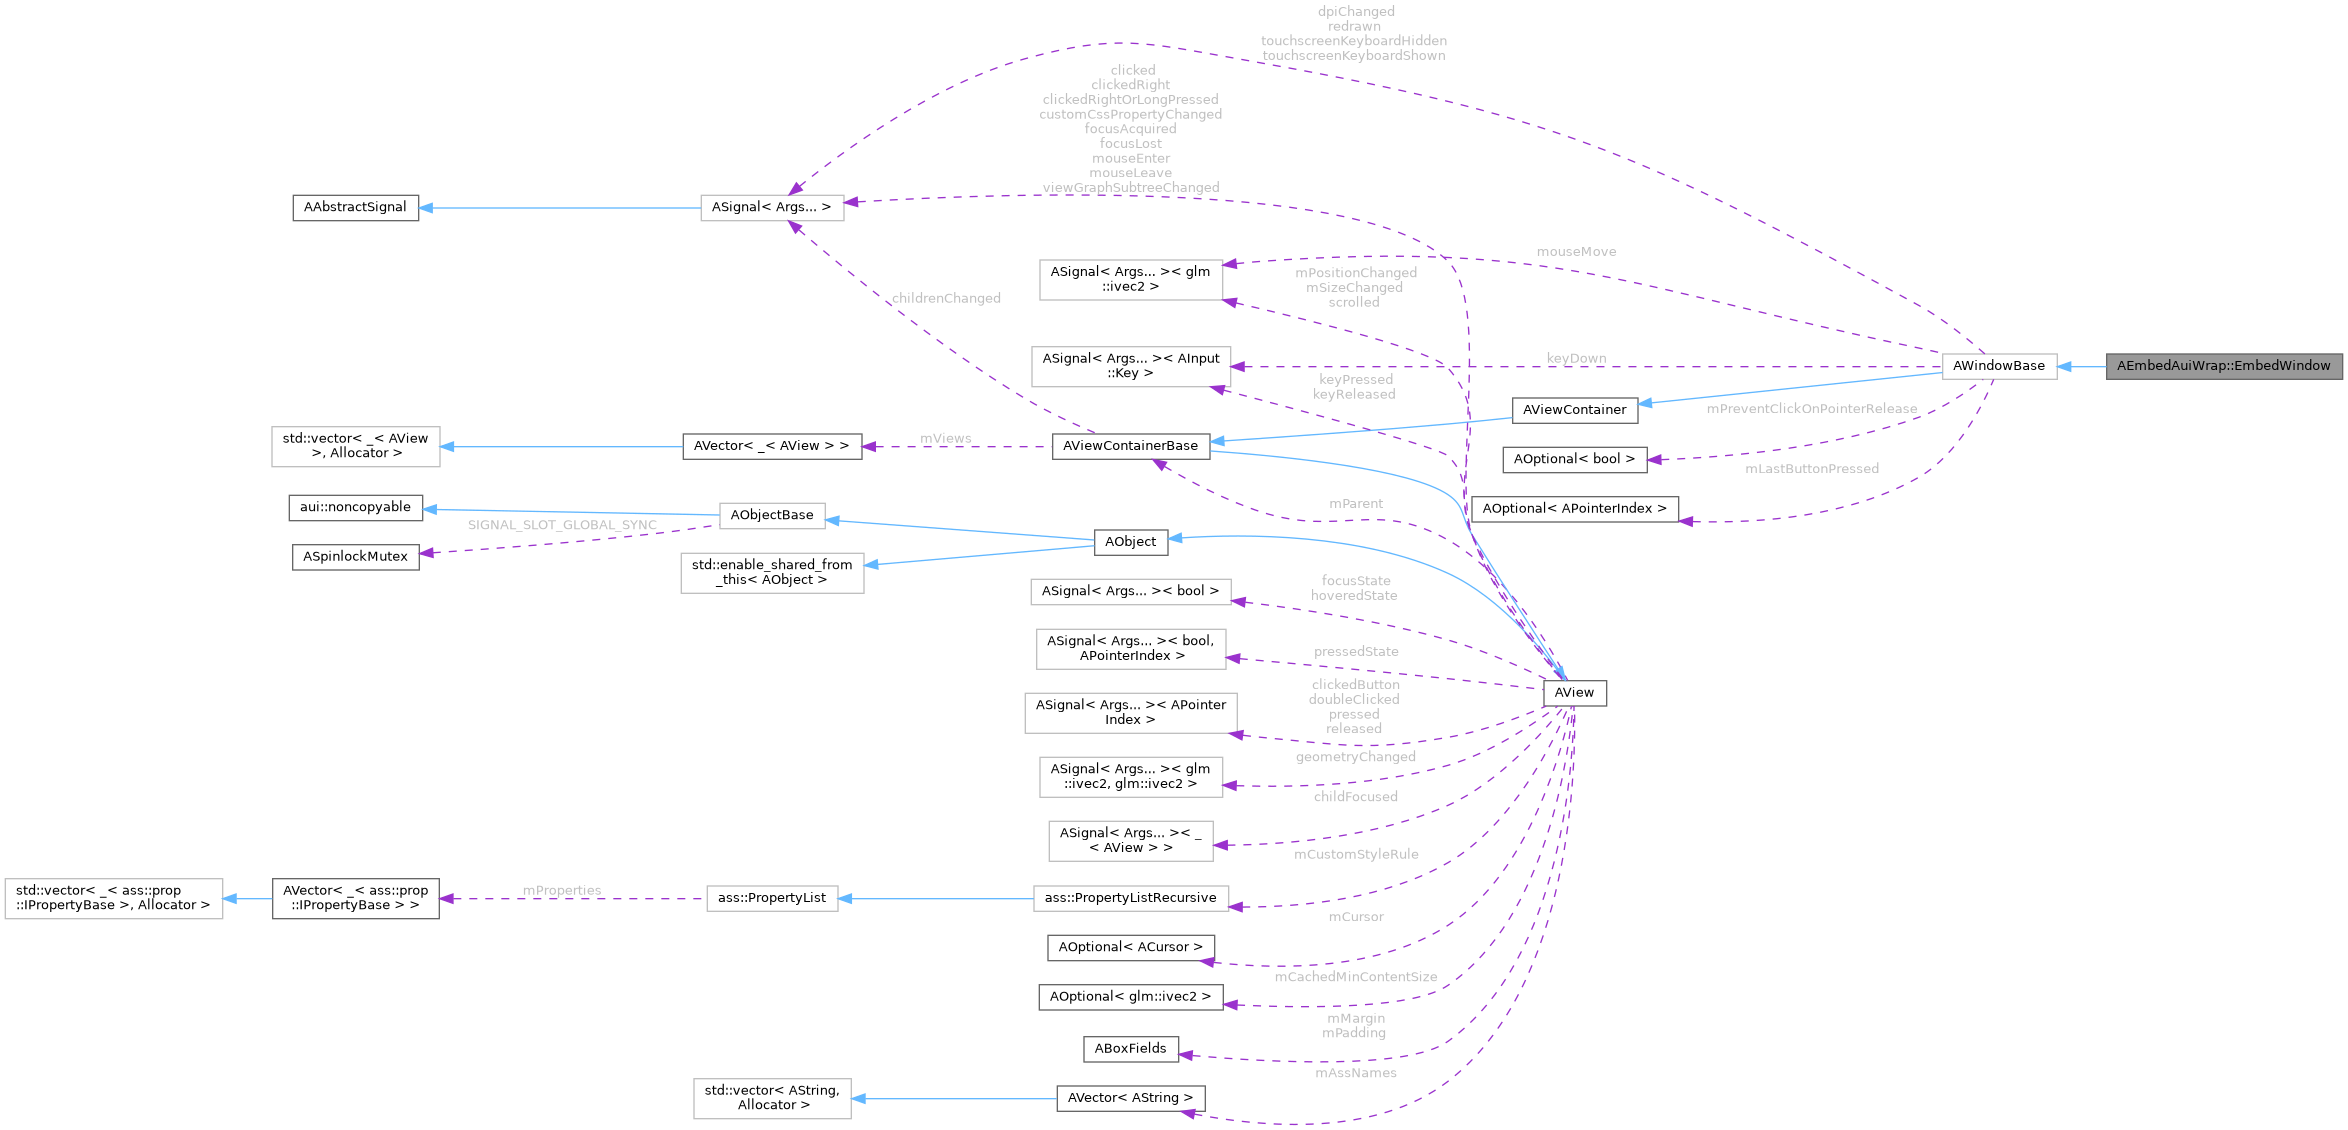 dpiChanged
redrawn
touchscreenKeyboardHidden
touchscreenKeyboardShown
clicked
clickedRight
clickedRightOrLongPressed
customCssPropertyChanged
focusAcquired
focusLost
mouseEnter
mouseLeave
viewGraphSubtreeChanged
AAbstractSignal
ASignal< Args... >
mouseMove
ASignal< Args... >< glm
::ivec2 >
mPositionChanged
mSizeChanged
scrolled
childrenChanged
ASignal< Args... >< AInput
::Key >
keyDown
AWindowBase
AEmbedAuiWrap::EmbedWindow
keyPressed
keyReleased
AViewContainer
mPreventClickOnPointerRelease
std::vector< _< AView
>, Allocator >
AVector< _< AView > >
mViews
AViewContainerBase
AOptional< bool >
mLastButtonPressed
aui::noncopyable
AObjectBase
mParent
AOptional< APointerIndex >
SIGNAL_SLOT_GLOBAL_SYNC
ASpinlockMutex
AObject
std::enable_shared_from
_this< AObject >
focusState
hoveredState
ASignal< Args... >< bool >
ASignal< Args... >< bool,
APointerIndex >
pressedState
AView
clickedButton
doubleClicked
pressed
released
ASignal< Args... >< APointer
Index >
geometryChanged
ASignal< Args... >< glm
::ivec2, glm::ivec2 >
childFocused
ASignal< Args... >< _
< AView > >
mCustomStyleRule
std::vector< _< ass::prop
::IPropertyBase >, Allocator >
AVector< _< ass::prop
::IPropertyBase > >
mProperties
ass::PropertyList
ass::PropertyListRecursive
mCursor
AOptional< ACursor >
mCachedMinContentSize
AOptional< glm::ivec2 >
mMargin
mPadding
ABoxFields
mAssNames
std::vector< AString,
Allocator >
AVector< AString >